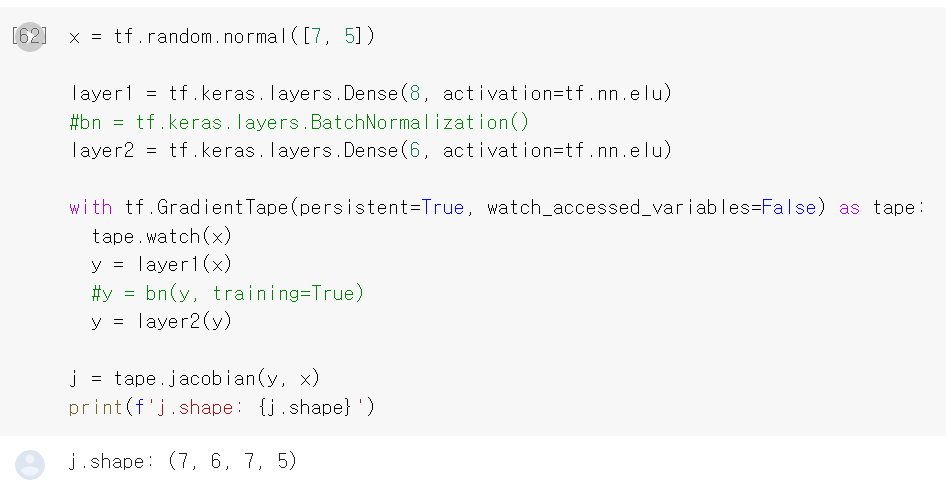 [62] x = tf.random.normal([7, 5])
layer1 = tf.keras.layers.Dense(8, activation=tf.nn.elu)
#bn = tf.keras.layers.BatchNormalization()
layer2 = tf.keras.layers.Dense(6, activation=tf.nn.elu)
with tf.GradientTape(persistent=True, watch_accessed_variables=False) as tape:
  tape.watch(x)
  y = layer1(x)
  #y = bn(y, training=True)
  y = layer2(y)
j = tape.jacobian(y, x)
print(f'j.shape: {j.shape}')
j.shape: (7, 6, 7, 5)